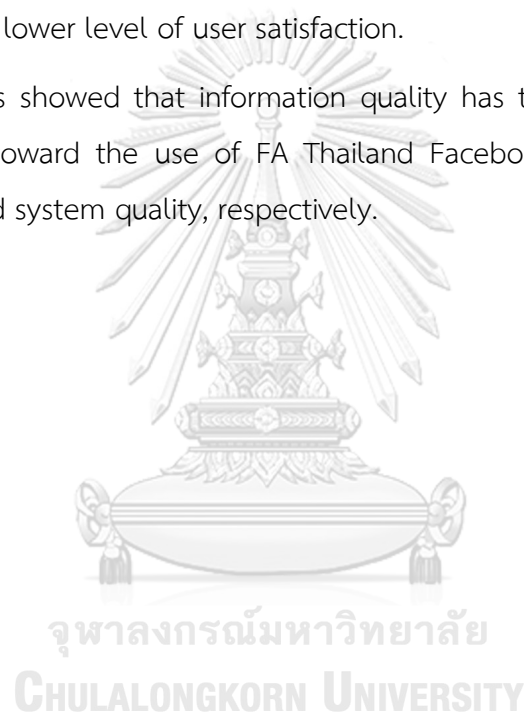 lower level of user satisfaction.
s showed that information quality has t
oward the use of FA Thailand Facebo
d system quality, respectively.
จุฬาลงกรณ์มหาวิทยาลัย
CHULALONGKORN UNIVERSITY